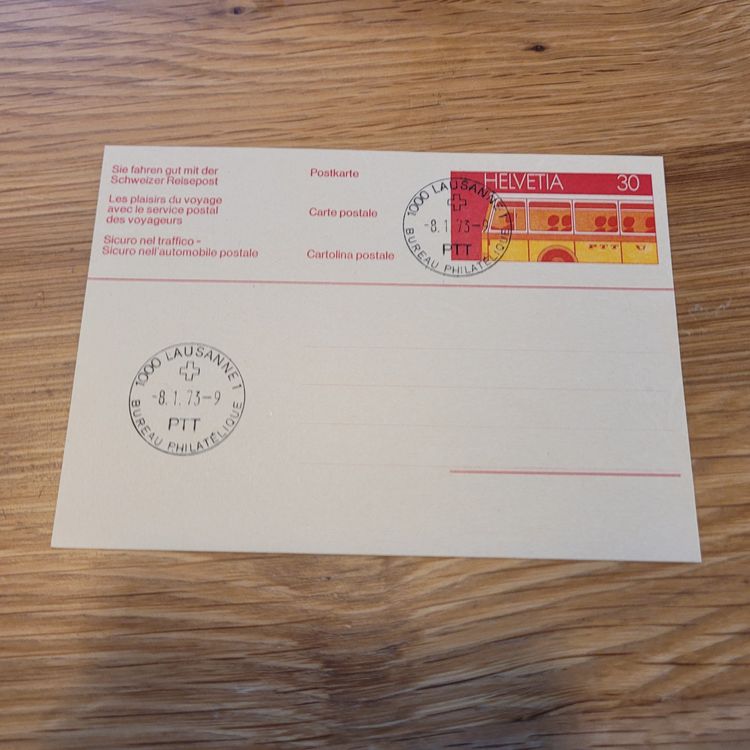 Sie fahren gut mit der
Schweizer Reisepost
Les plaisirs du voyage
avec le service postal
des voyageurs
Sicuro nel traffico -
Sicuro nell'automobile postale
Postkarte
Carte postale
Cartolina postale
HELVETIA 30
PTT
1000 LAUSANNE 1
-8.1.73-9
PTT
BUREAU PHILATÉLIQUE
1000 LAUSANNE 1
-8.1.73-9
PTT
BUREAU PHILATÉLIQUE